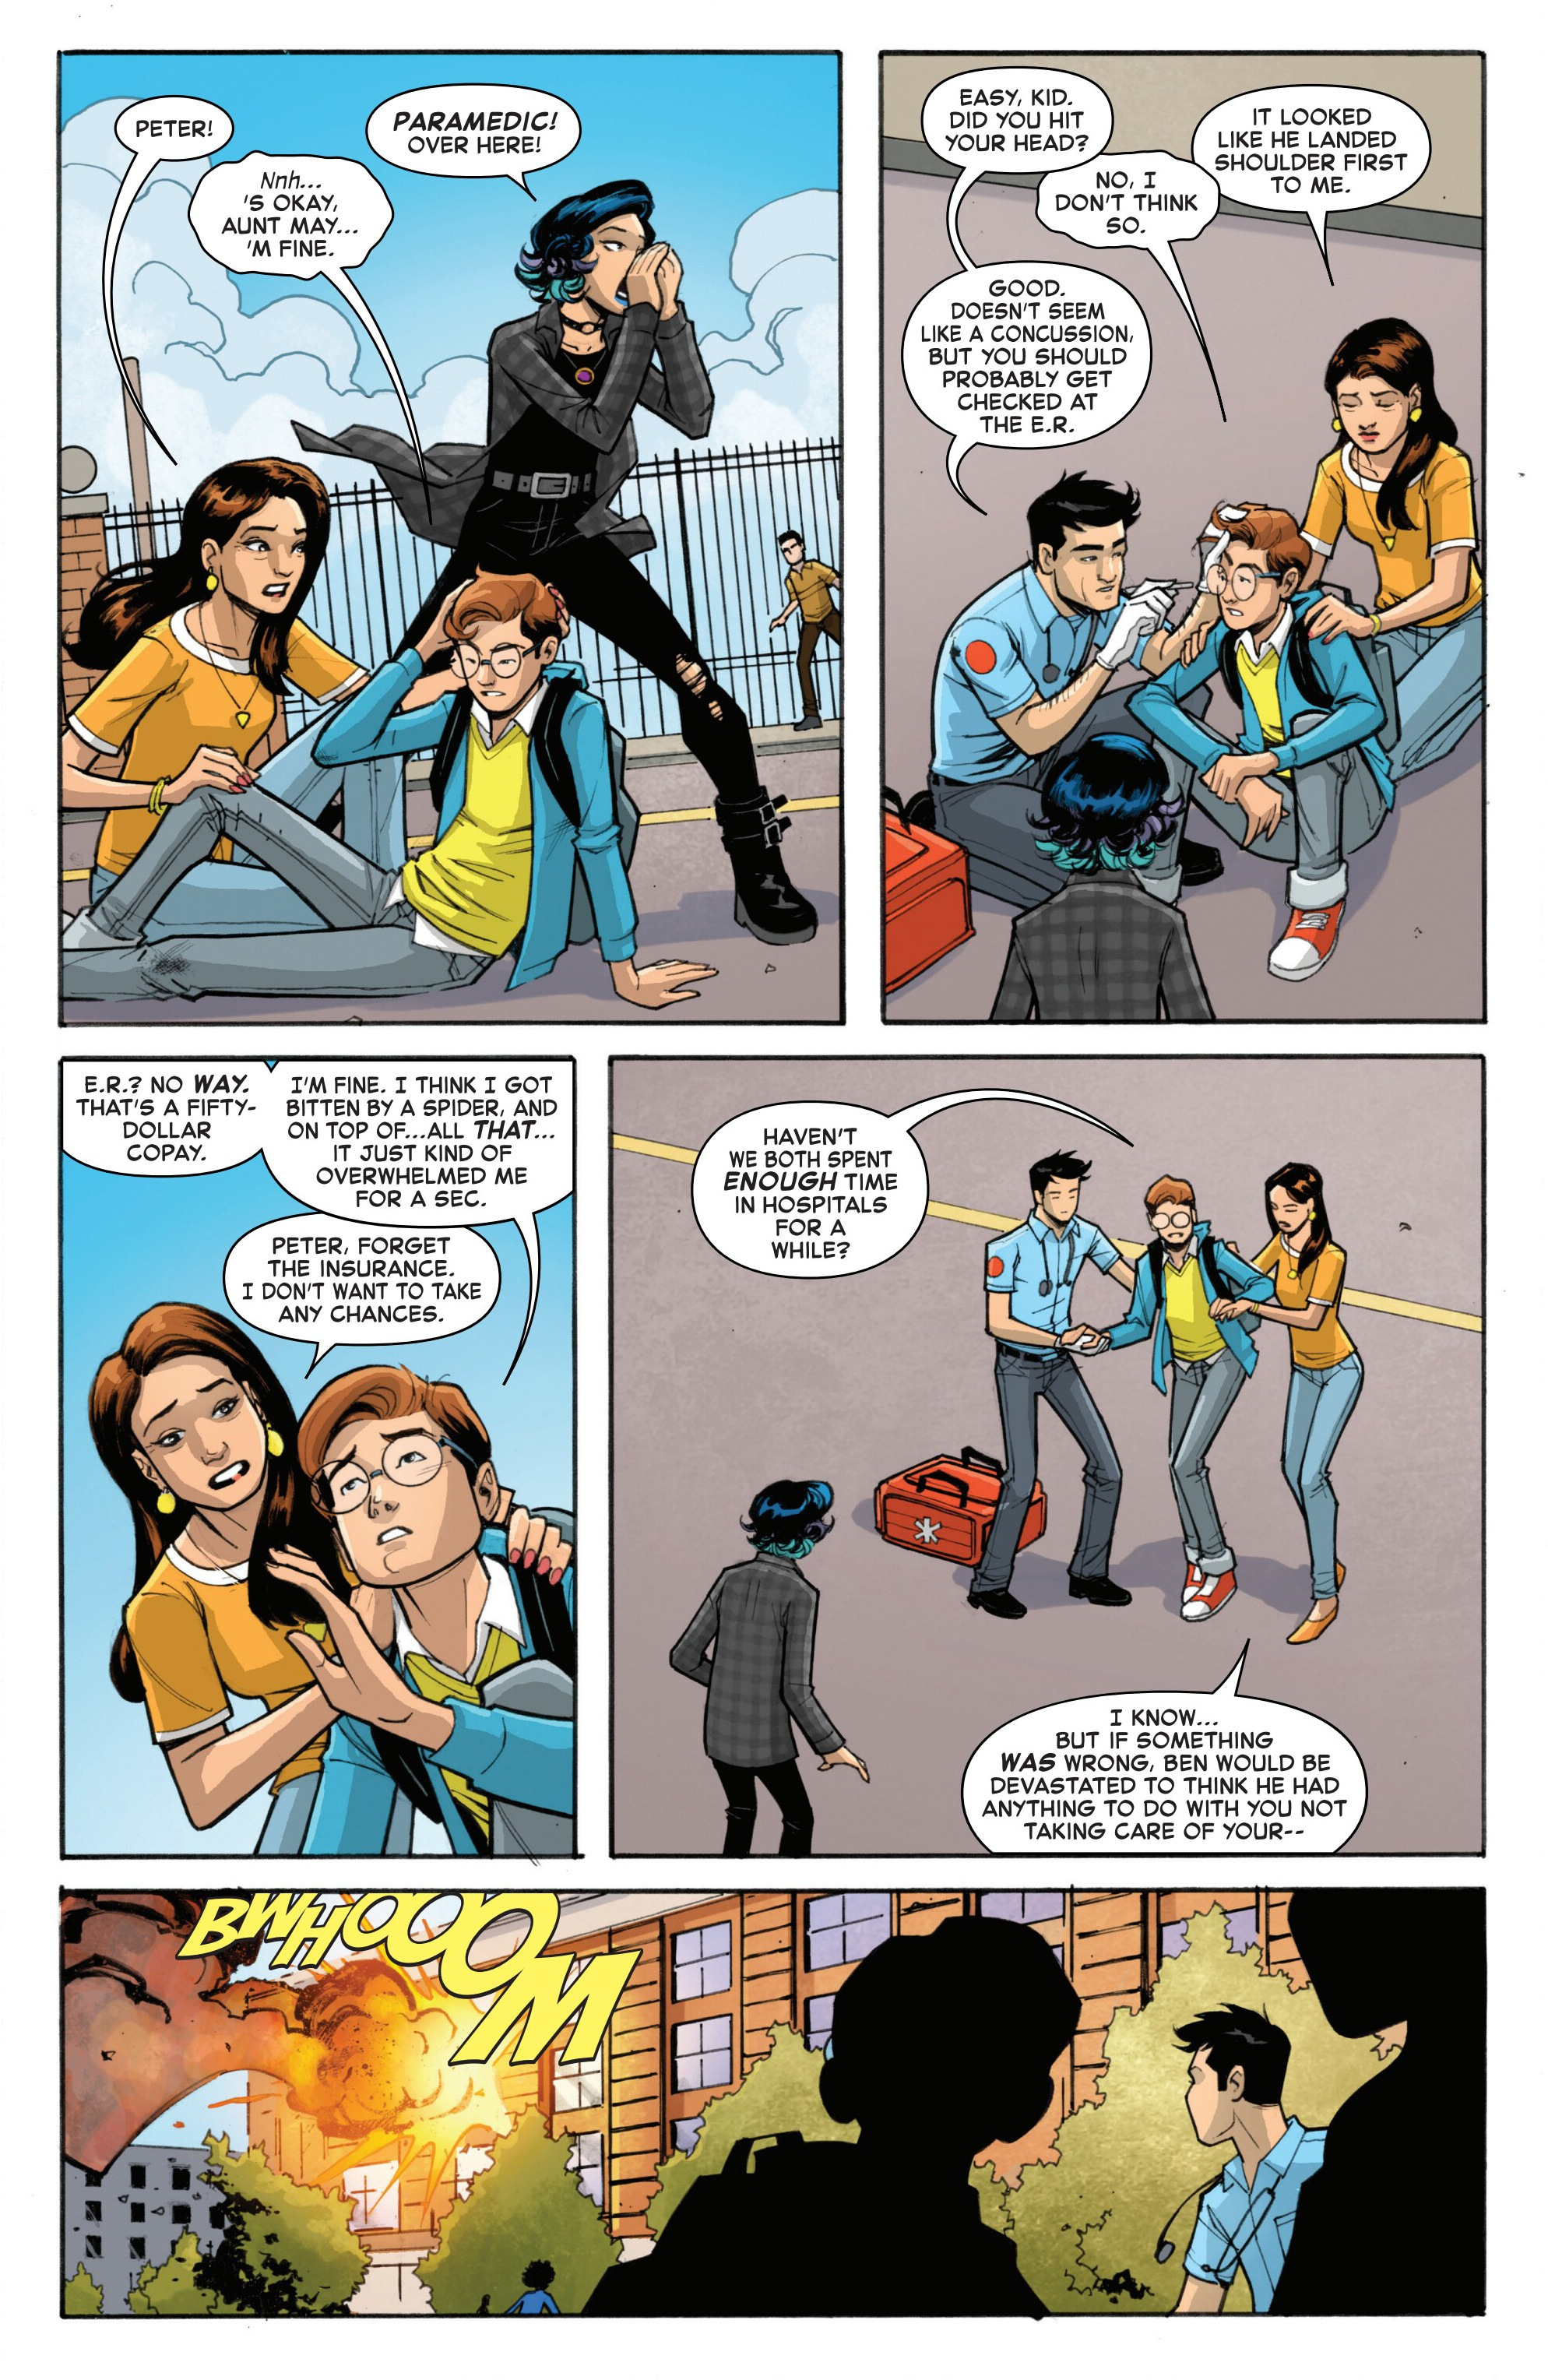 PETER!
Nnh...
'S OKAY,
AUNT MAY...
'M FINE.
PARAMEDIC!
OVER HERE!
EASY, KID.
DID YOU HIT
YOUR HEAD?
NO, I
DON'T THINK
SO.
IT LOOKED
LIKE HE LANDED
SHOULDER FIRST
TO ME.
GOOD.
DOESN'T SEEM
LIKE A CONCUSSION,
BUT YOU SHOULD
PROBABLY GET
CHECKED AT
THE E.R.
E.R.? NO WAY.
THAT'S A FIFTY-
DOLLAR
COPAY.
I'M FINE. I THINK I GOT
BITTEN BY A SPIDER, AND
ON TOP OF...ALL THAT...
IT JUST KIND OF
OVERWHELMED ME
FOR A SEC.
PETER, FORGET
THE INSURANCE.
I DON'T WANT TO TAKE
ANY CHANCES.
HAVEN'T
WE BOTH SPENT
ENOUGH TIME
IN HOSPITALS
FOR A
WHILE?
I KNOW...
BUT IF SOMETHING
WAS WRONG, BEN WOULD BE
DEVASTATED TO THINK HE HAD
ANYTHING TO DO WITH YOU NOT
TAKING CARE OF YOUR--
BWHOOOOM